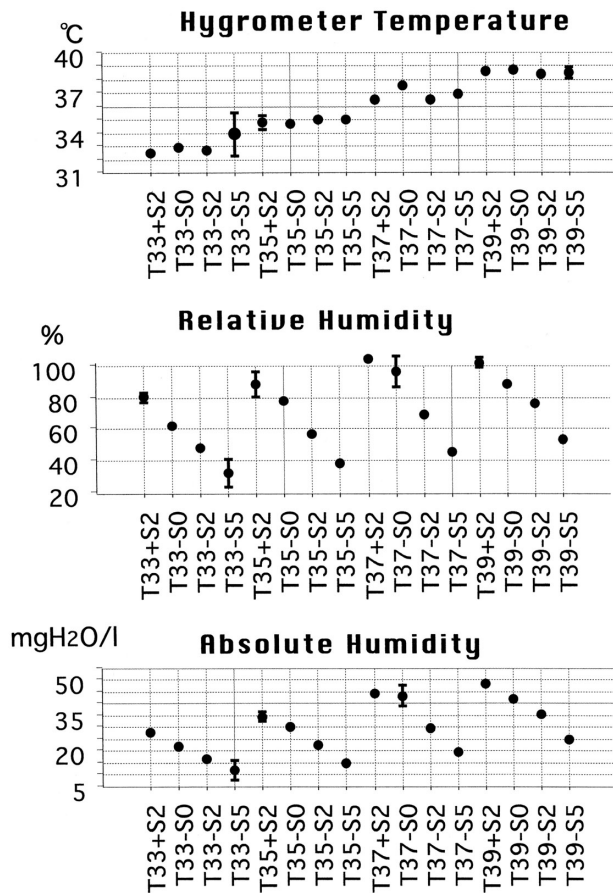 Hygrometer Temperature
℃
40
37
34
31
T33+S2
T33-S0
T33-S2
T33-S5
T35+S2
T35-S0
T35-S2
T35-S5
T37+S2
T37-S0
T37-S2
T37-S5
T39+S2
T39-S0
T39-S2
T39-S5
Relative Humidity
%
100
80
60
40
20
T33+S2
T33-S0
T33-S2
T33-S5
T35+S2
T35-S0
T35-S2
T35-S5
T37+S2
T37-S0
T37-S2
T37-S5
T39+S2
T39-S0
T39-S2
T39-S5
mgH2O/l
Absolute Humidity
50
35
20
5
T33+S2
T33-S0
T33-S2
T33-S5
T35+S2
T35-S0
T35-S2
T35-S5
T37+S2
T37-S0
T37-S2
T37-S5
T39+S2
T39-S0
T39-S2
T39-S5